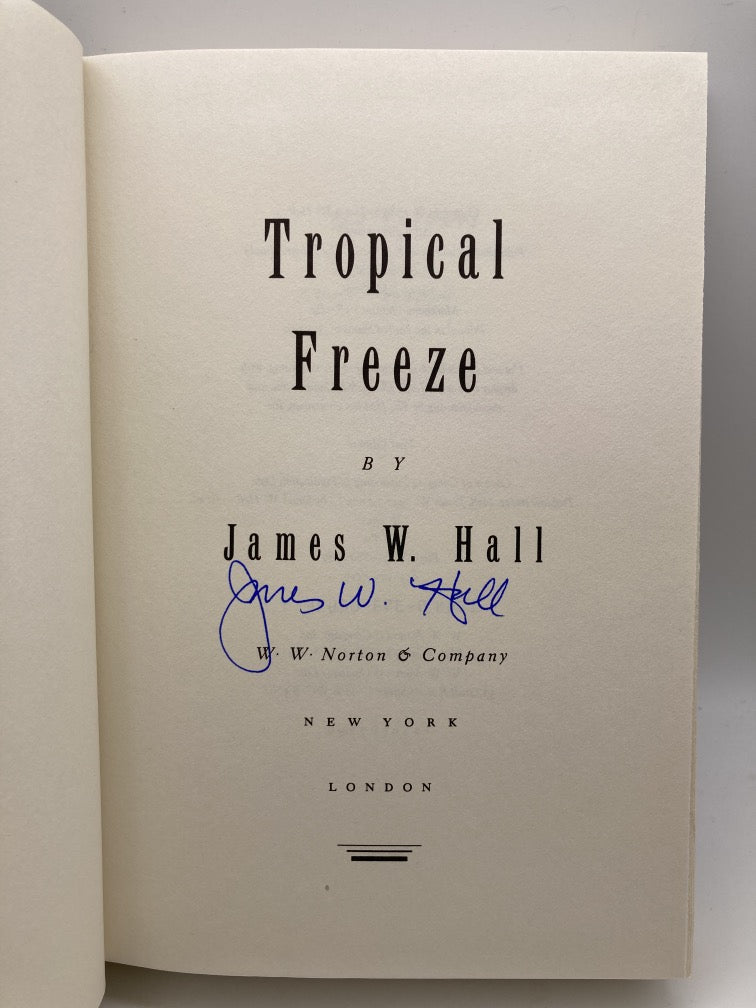 Tropical
Freeze
BY
James W. Hall
James W. Hall
W· W· Norton & Company
NEW YORK
LONDON